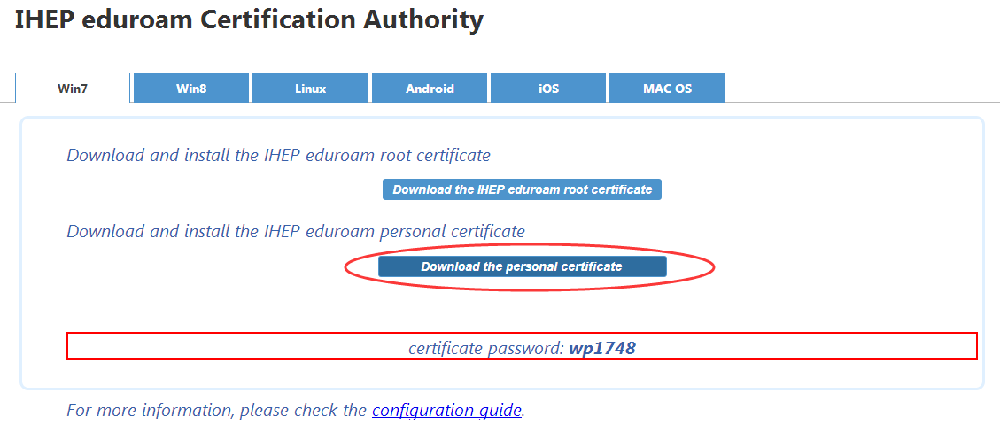 IHEP eduroam Certification Authority
Win7 Win8 Linux Android iOS MAC OS
Download and install the IHEP eduroam root certificate
Download the IHEP eduroam root certificate
Download and install the IHEP eduroam personal certificate
Download the personal certificate
certificate password: wp1748
For more information, please check the configuration guide.